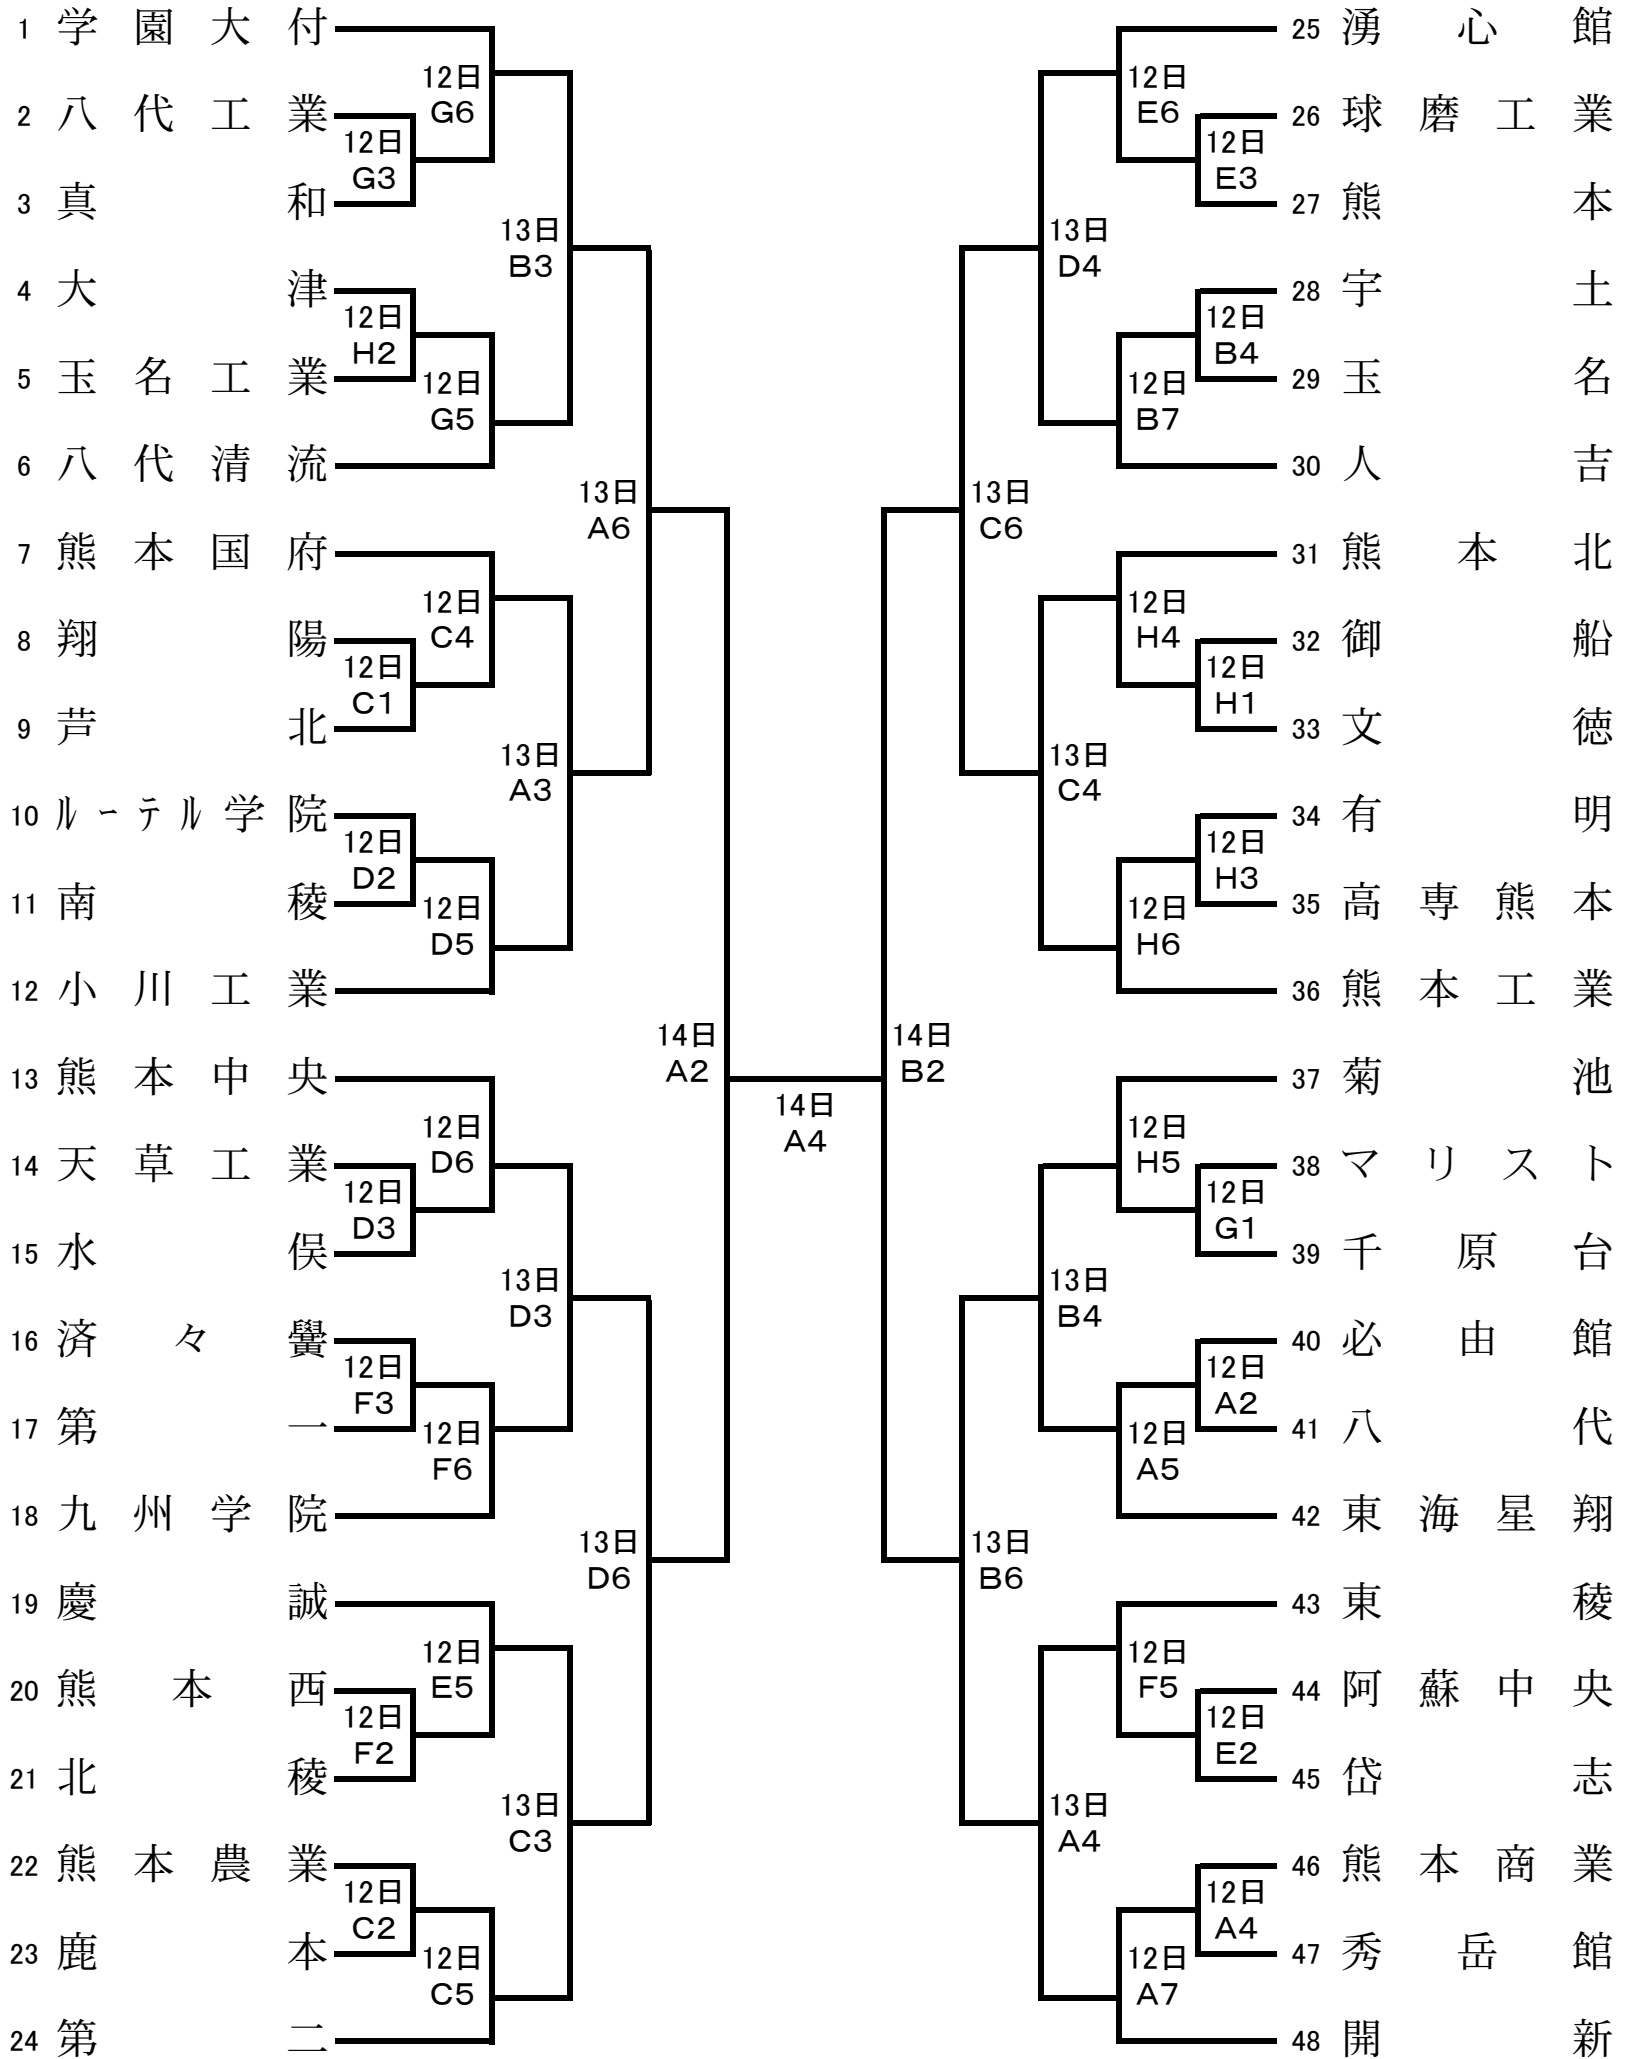 1 学園大付
12日
G6
2 八代工業
12日
G3
3 真和
13日
B3
4 大津
12日
H2
5 玉名工業
12日
G5
6 八代清流
13日
A6
7 熊本国府
12日
C4
8 翔陽
12日
C1
9 芦北
13日
A3
10 ルーテル学院
12日
D2
11 南稜
12日
D5
12 小川工業
14日
A2
13 熊本中央
12日
D6
14 天草工業
12日
D3
15 水俣
13日
D3
16 済々黌
12日
F3
17 第一
12日
F6
18 九州学院
13日
D6
19 慶誠
12日
E5
20 熊本西
12日
F2
21 北稜
13日
C3
22 熊本農業
12日
C2
23 鹿本
12日
C5
24 第二
14日
A4
25 湧心館
12日
E6
26 球磨工業
12日
E3
27 熊本
13日
D4
28 宇土
12日
B4
29 玉名
12日
B7
30 人吉
13日
C6
31 熊本北
12日
H4
32 御船
12日
H1
33 文徳
13日
C4
34 有明
12日
H3
35 高専熊本
12日
H6
36 熊本工業
14日
B2
37 菊池
12日
H5
38 マリスト
12日
G1
39 千原台
13日
B4
40 必由館
12日
A2
41 八代
12日
A5
42 東海星翔
13日
B6
43 東稜
12日
F5
44 阿蘇中央
12日
E2
45 岱志
13日
A4
46 熊本商業
12日
A4
47 秀岳館
12日
A7
48 開新